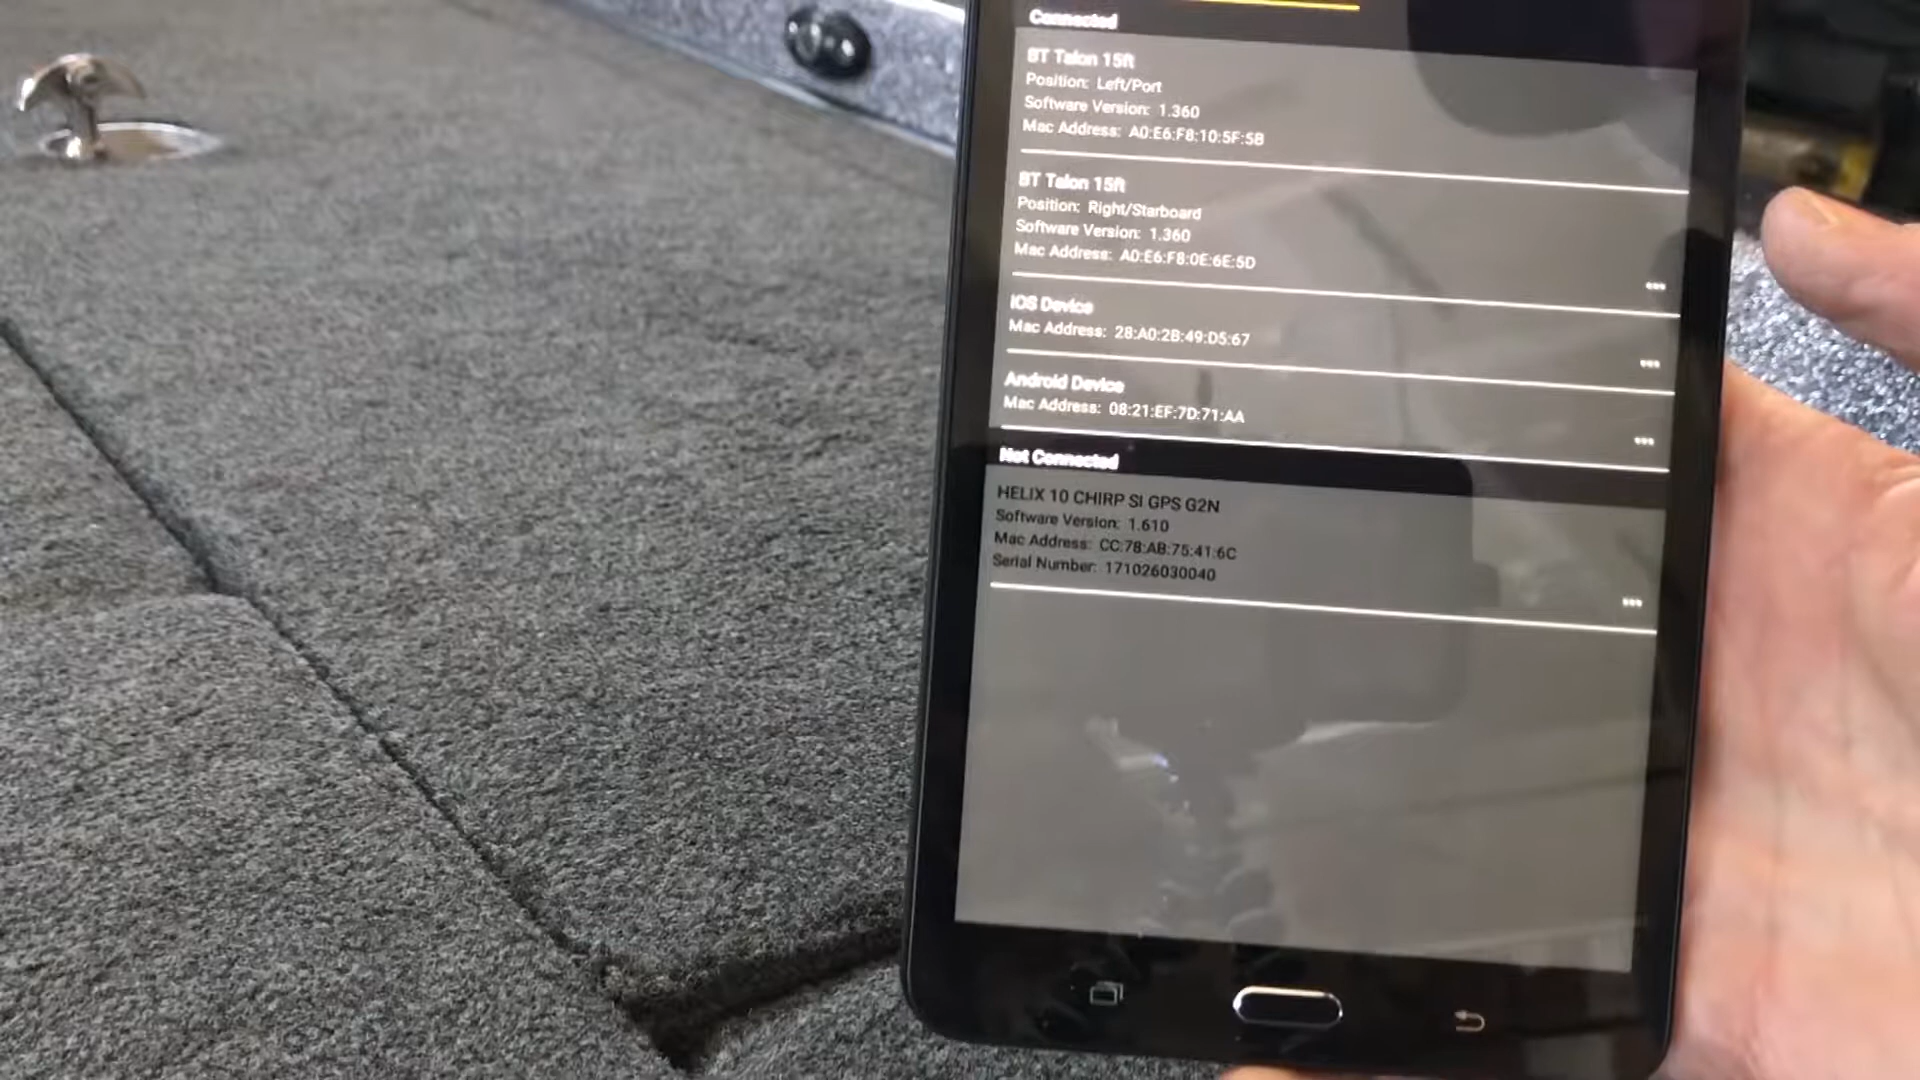 Connected
BT Talon 15ft
Position: Left/Port
Software Version: 1.360
Mac Address: A0:E6:F8:10:5F:5B
BT Talon 15ft
Position: Right/Starboard
Software Version: 1.360
Mac Address: A0:E6:F8:0E:6E:5D
iOS Device
Mac Address: 28:A0:2B:49:D5:67
Android Device
Mac Address: 08:21:EF:7D:71:AA
Not Connected
HELIX 10 CHIRP SI GPS G2N
Software Version: 1.610
Mac Address: CC:78:AB:75:41:6C
Serial Number: 171026030040